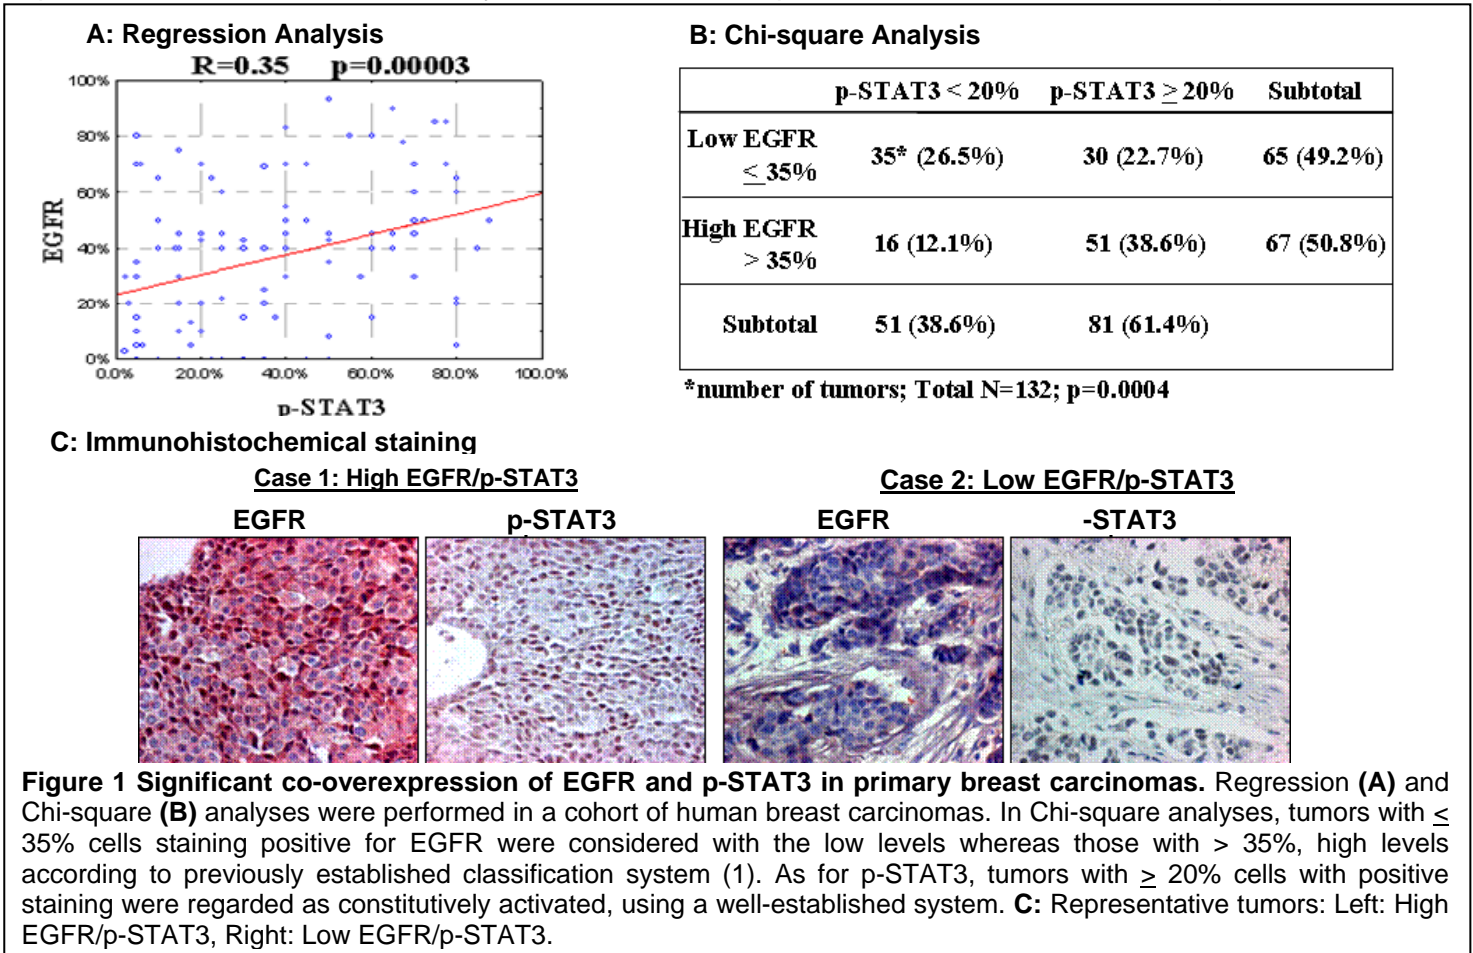 A: Regression Analysis
R=0.35 p=0.00003
100%
80%
60%
40%
20%
0%
EGFR
0.0% 20.0% 40.0% 60.0% 80.0% 100.0%
p-STAT3
B: Chi-square Analysis
p-STAT3 < 20% p-STAT3 ≥ 20% Subtotal
Low EGFR
≤ 35%
35* (26.5%) 30 (22.7%) 65 (49.2%)
High EGFR
> 35%
16 (12.1%) 51 (38.6%) 67 (50.8%)
Subtotal 51 (38.6%) 81 (61.4%)
*number of tumors; Total N=132; p=0.0004
C: Immunohistochemical staining
Case 1: High EGFR/p-STAT3
EGFR p-STAT3
Case 2: Low EGFR/p-STAT3
EGFR -STAT3
Figure 1 Significant co-overexpression of EGFR and p-STAT3 in primary breast carcinomas. Regression (A) and
Chi-square (B) analyses were performed in a cohort of human breast carcinomas. In Chi-square analyses, tumors with ≤
35% cells staining positive for EGFR were considered with the low levels whereas those with > 35%, high levels
according to previously established classification system (1). As for p-STAT3, tumors with ≥ 20% cells with positive
staining were regarded as constitutively activated, using a well-established system. C: Representative tumors: Left: High
EGFR/p-STAT3, Right: Low EGFR/p-STAT3.